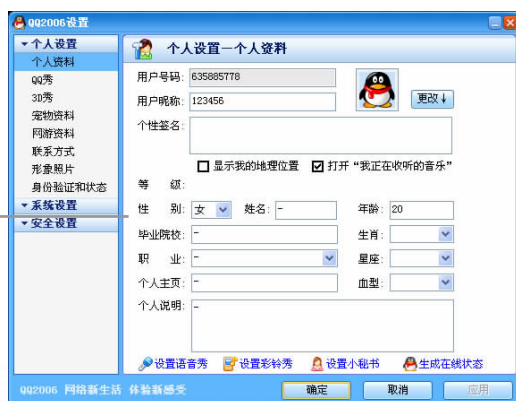 QQ2006设置
个人设置
个人资料
QQ秀
3D秀
宠物资料
网游资料
联系方式
形象照片
身份验证和状态
系统设置
安全设置
个人设置－个人资料
用户号码: 635885778
用户昵称: 123456
更改↓
个性签名:
显示我的地理位置 打开“我正在收听的音乐”
等 级:
性 别: 女 姓名: - 年龄: 20
毕业院校: - 生肖:
职 业: - 星座:
个人主页: - 血型:
个人说明: -
设置语音秀 设置彩铃秀 设置小秘书 生成在线状态
QQ2006 网络新生活 体验新感受 确定 取消 应用